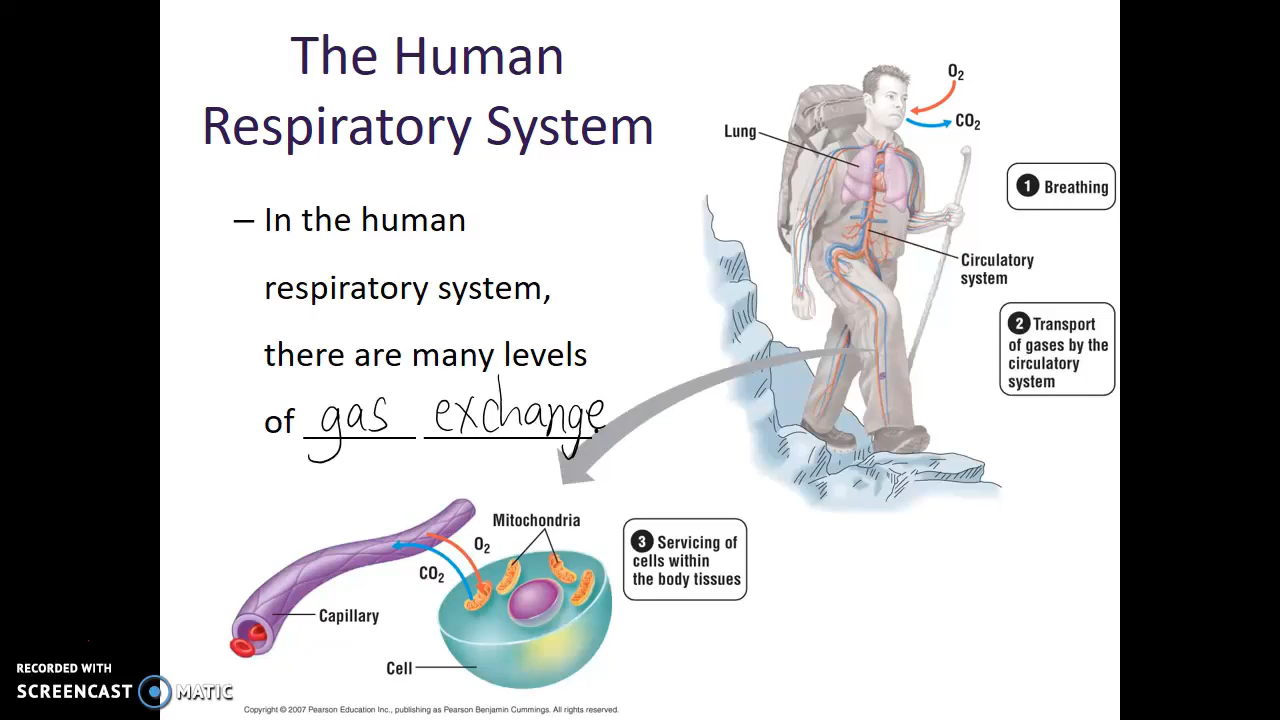 The Human
Respiratory System
– In the human
respiratory system,
there are many levels
of gas exchange.
O2
CO2
Lung
1 Breathing
Circulatory
system
2 Transport
of gases by the
circulatory
system
Mitochondria
O2
CO2
3 Servicing of
cells within
the body tissues
Capillary
Cell
RECORDED WITH
SCREENCAST MATIC
Copyright © 2007 Pearson Education Inc., publishing as Pearson Benjamin Cummings. All rights reserved.